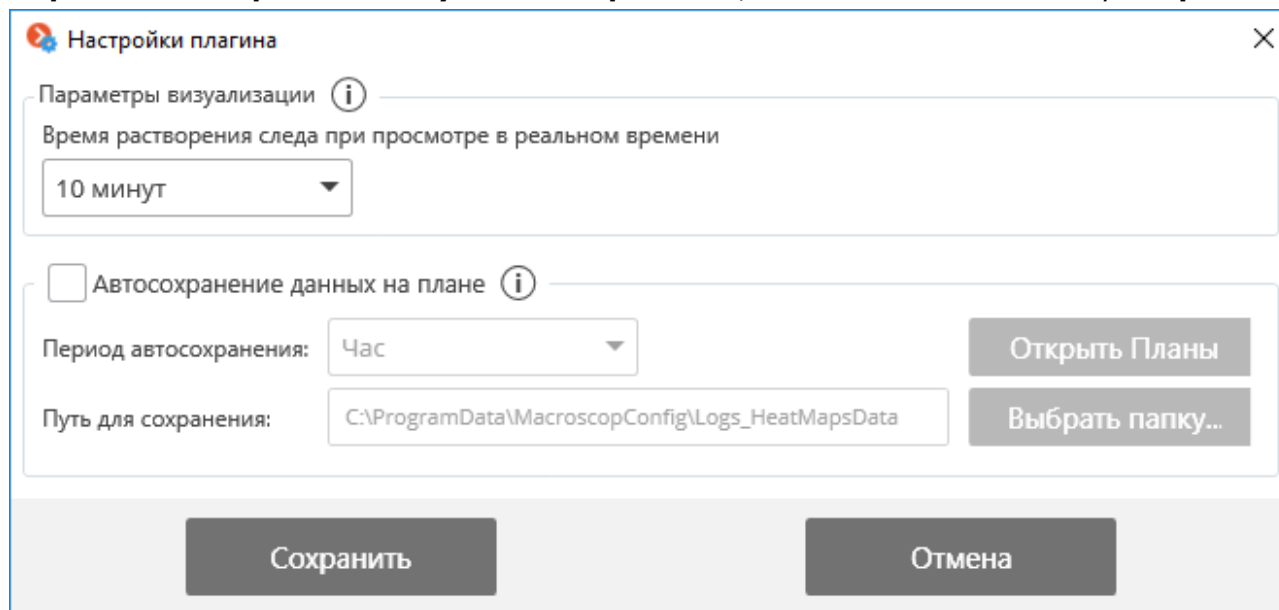 Настройки плагина
Параметры визуализации
Время растворения следа при просмотре в реальном времени
10 минут
Автосохранение данных на плане
Период автосохранения: Час Открыть Планы
Путь для сохранения: C:\ProgramData\MacroscopConfig\Logs_HeatMapsData Выбрать папку...
Сохранить Отмена